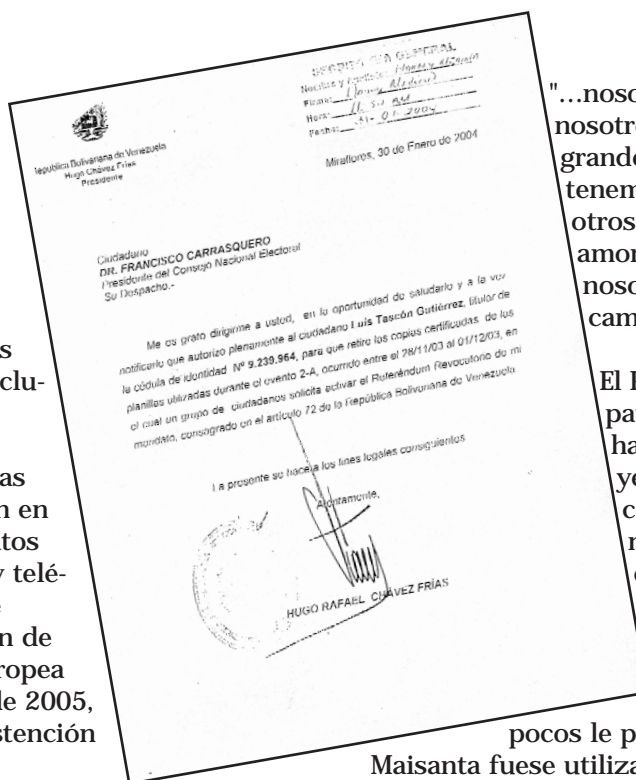 SECRETARIA GENERAL
Nombre y Apellido:
Firma:
Hora:
Fecha: 01 2004
República Bolivariana de Venezuela
Hugo Chávez Frías
Presidente
Miraflores, 30 de Enero de 2004
Ciudadano
DR. FRANCISCO CARRASQUERO
Presidente del Consejo Nacional Electoral
Su Despacho.-
Me es grato dirigirme a usted, en la oportunidad de saludarlo y a la vez
notificarle que autorizo plenamente al ciudadano Luis Tascón Gutiérrez, titular de
la cédula de identidad Nº 9.239.964, para que retire las copias certificadas de las
planillas utilizadas durante el evento 2-A, ocurrido entre el 28/11/03 al 01/12/03, en
el cual un grupo de ciudadanos solicita activar el Referéndum Revocatorio de mi
mandato, consagrado en el artículo 72 de la República Bolivariana de Venezuela.
La presente se hace a los fines legales consiguientes
Atentamente,
HUGO RAFAEL CHÁVEZ FRÍAS
s
clu-
as
n en
tos
y telé-
n de
ropea
de 2005,
stención
"…noso
nosotr
grande
tenem
otros
amor
noso
cam
El
pa
ha
ye
c
pocos le p
Maisanta fuese utiliza